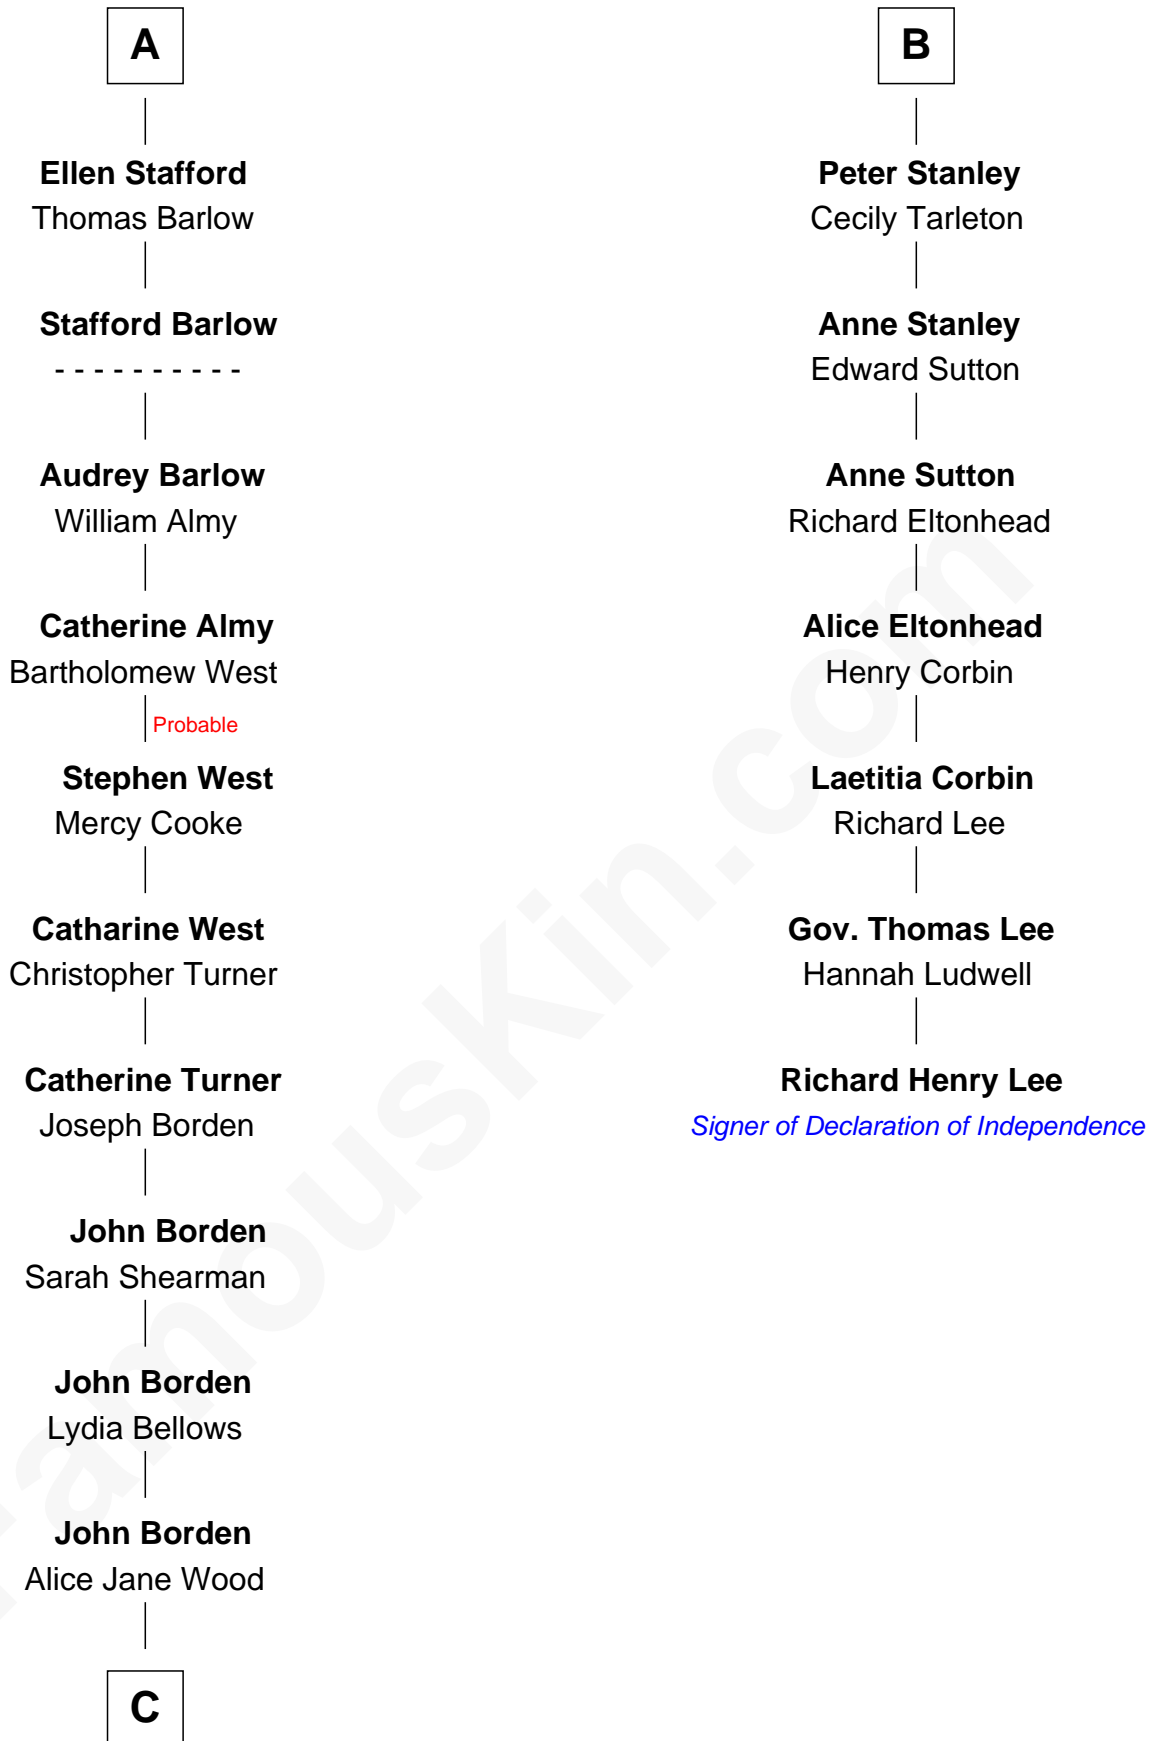 A
Ellen Stafford
Thomas Barlow
Stafford Barlow
- - - - - - - - - -
Audrey Barlow
William Almy
Catherine Almy
Bartholomew West
Probable
Stephen West
Mercy Cooke
Catharine West
Christopher Turner
Catherine Turner
Joseph Borden
John Borden
Sarah Shearman
John Borden
Lydia Bellows
John Borden
Alice Jane Wood
C
B
Peter Stanley
Cecily Tarleton
Anne Stanley
Edward Sutton
Anne Sutton
Richard Eltonhead
Alice Eltonhead
Henry Corbin
Laetitia Corbin
Richard Lee
Gov. Thomas Lee
Hannah Ludwell
Richard Henry Lee
Signer of Declaration of Independence
FamousKin.com